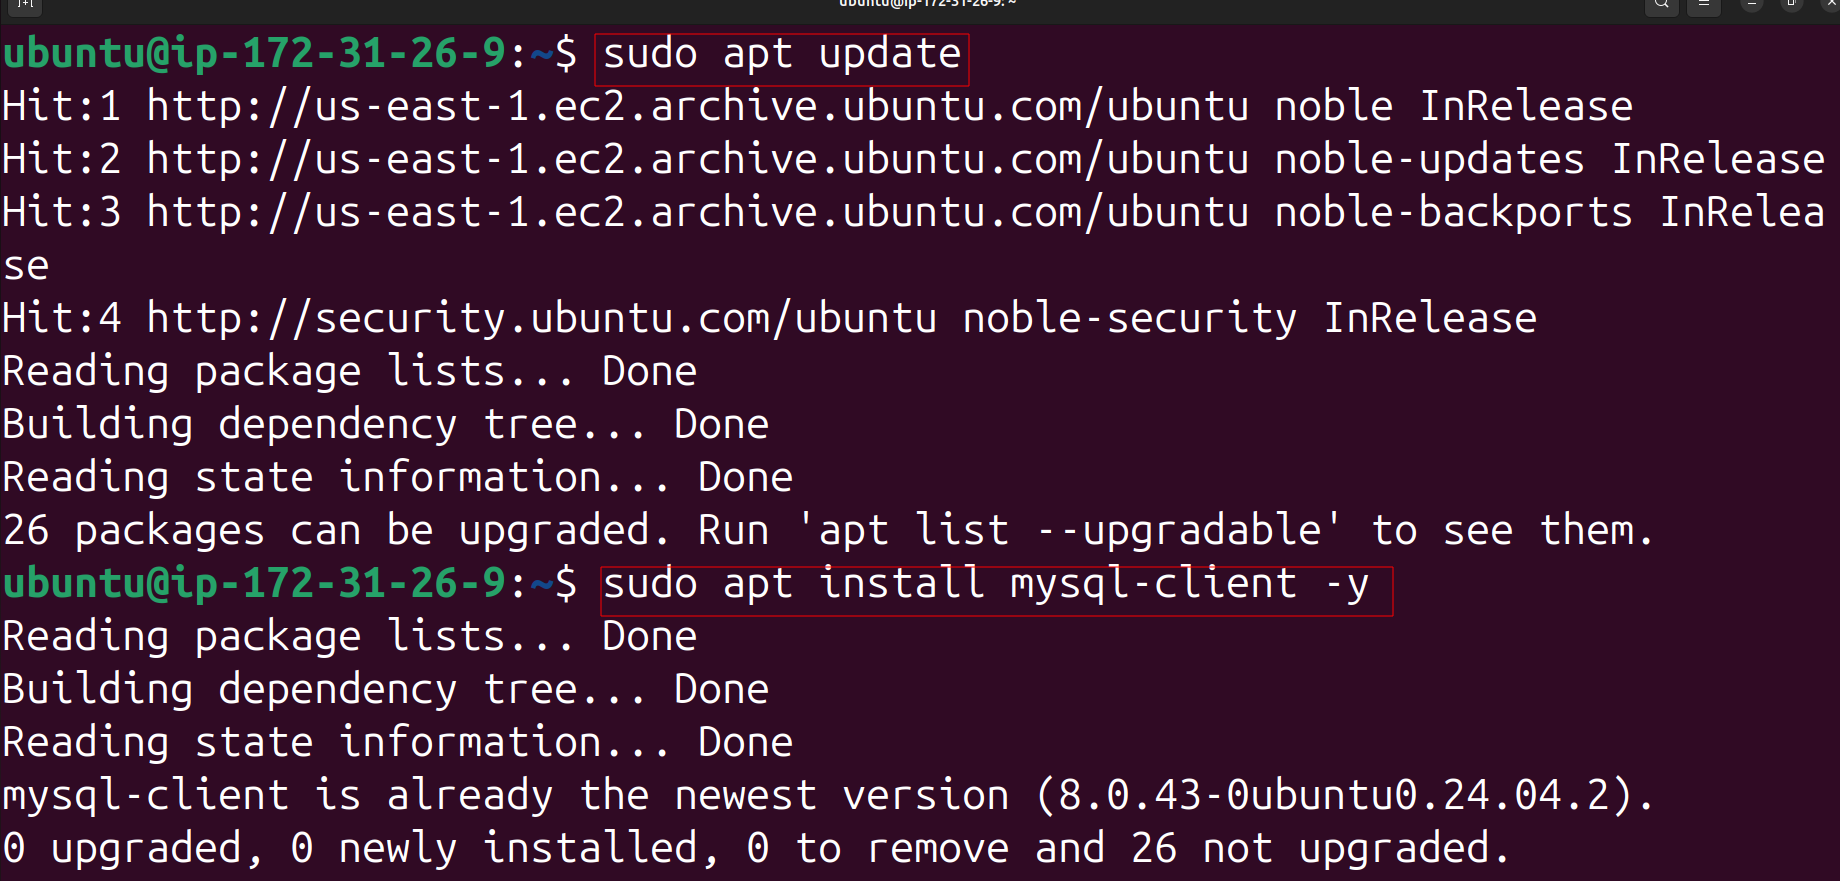 ubuntu@ip-172-31-26-9: ~
ubuntu@ip-172-31-26-9:~$ sudo apt update
Hit:1 http://us-east-1.ec2.archive.ubuntu.com/ubuntu noble InRelease
Hit:2 http://us-east-1.ec2.archive.ubuntu.com/ubuntu noble-updates InRelease
Hit:3 http://us-east-1.ec2.archive.ubuntu.com/ubuntu noble-backports InRelea
se
Hit:4 http://security.ubuntu.com/ubuntu noble-security InRelease
Reading package lists... Done
Building dependency tree... Done
Reading state information... Done
26 packages can be upgraded. Run 'apt list --upgradable' to see them.
ubuntu@ip-172-31-26-9:~$ sudo apt install mysql-client -y
Reading package lists... Done
Building dependency tree... Done
Reading state information... Done
mysql-client is already the newest version (8.0.43-0ubuntu0.24.04.2).
0 upgraded, 0 newly installed, 0 to remove and 26 not upgraded.